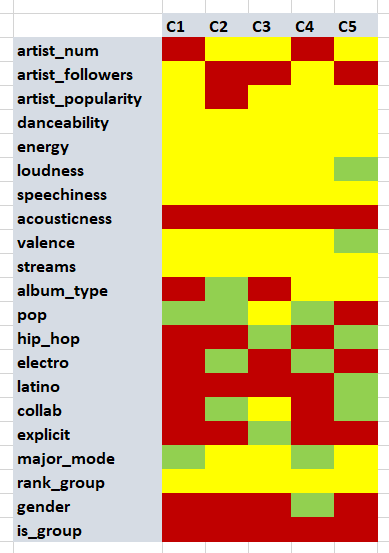 C1 C2 C3 C4 C5
artist_num
artist_followers
artist_popularity
danceability
energy
loudness
speechiness
acousticness
valence
streams
album_type
pop
hip_hop
electro
latino
collab
explicit
major_mode
rank_group
gender
is_group